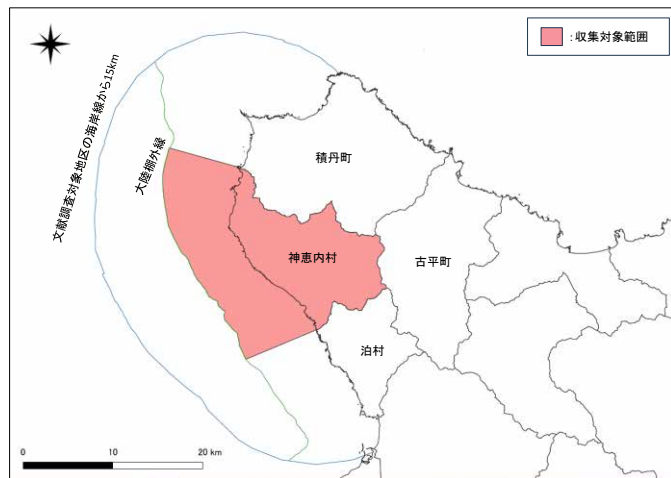 ：収集対象範囲
文献調査対象地区の海岸線から15km
大陸棚外縁
積丹町
神恵内村
古平町
泊村
0 10 20 km